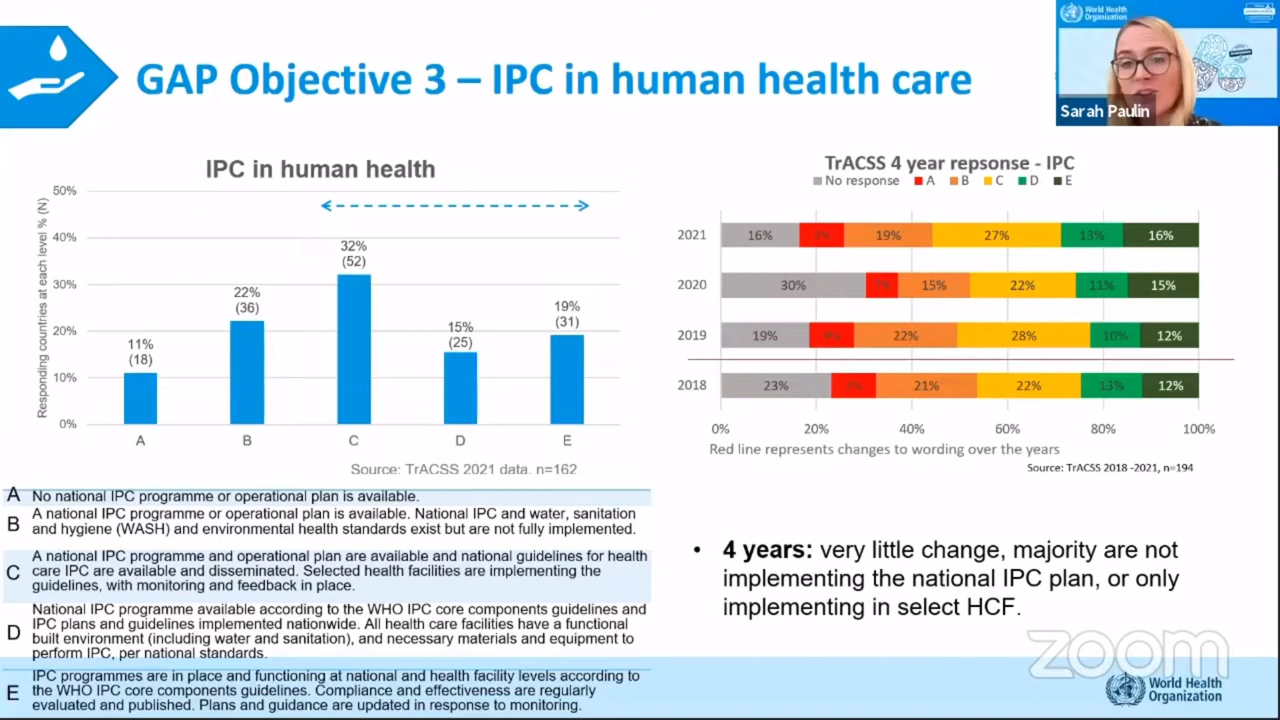 GAP Objective 3 – IPC in human health care
World Health
Organization
Sarah Paulin
IPC in human health
Responding countries at each level % (N)
50%
40%
30%
20%
10%
0%
11%
(18)
22%
(36)
32%
(52)
15%
(25)
19%
(31)
A B C D E
Source: TrACSS 2021 data, n=162
TrACSS 4 year repsonse - IPC
No response A B C D E
2021 16% 19% 27% 13% 16%
2020 30% 7% 15% 22% 11% 15%
2019 19% 22% 28% 10% 12%
2018 23% 21% 22% 13% 12%
0% 20% 40% 60% 80% 100%
Red line represents changes to wording over the years
Source: TrACSS 2018 -2021, n=194
A No national IPC programme or operational plan is available.
B A national IPC programme or operational plan is available. National IPC and water, sanitation
and hygiene (WASH) and environmental health standards exist but are not fully implemented.
C A national IPC programme and operational plan are available and national guidelines for health
care IPC are available and disseminated. Selected health facilities are implementing the
guidelines, with monitoring and feedback in place.
D National IPC programme available according to the WHO IPC core components guidelines and
IPC plans and guidelines implemented nationwide. All health care facilities have a functional
built environment (including water and sanitation), and necessary materials and equipment to
perform IPC, per national standards.
E IPC programmes are in place and functioning at national and health facility levels according to
the WHO IPC core components guidelines. Compliance and effectiveness are regularly
evaluated and published. Plans and guidance are updated in response to monitoring.
• 4 years: very little change, majority are not
implementing the national IPC plan, or only
implementing in select HCF.
zoom
World Health
Organization